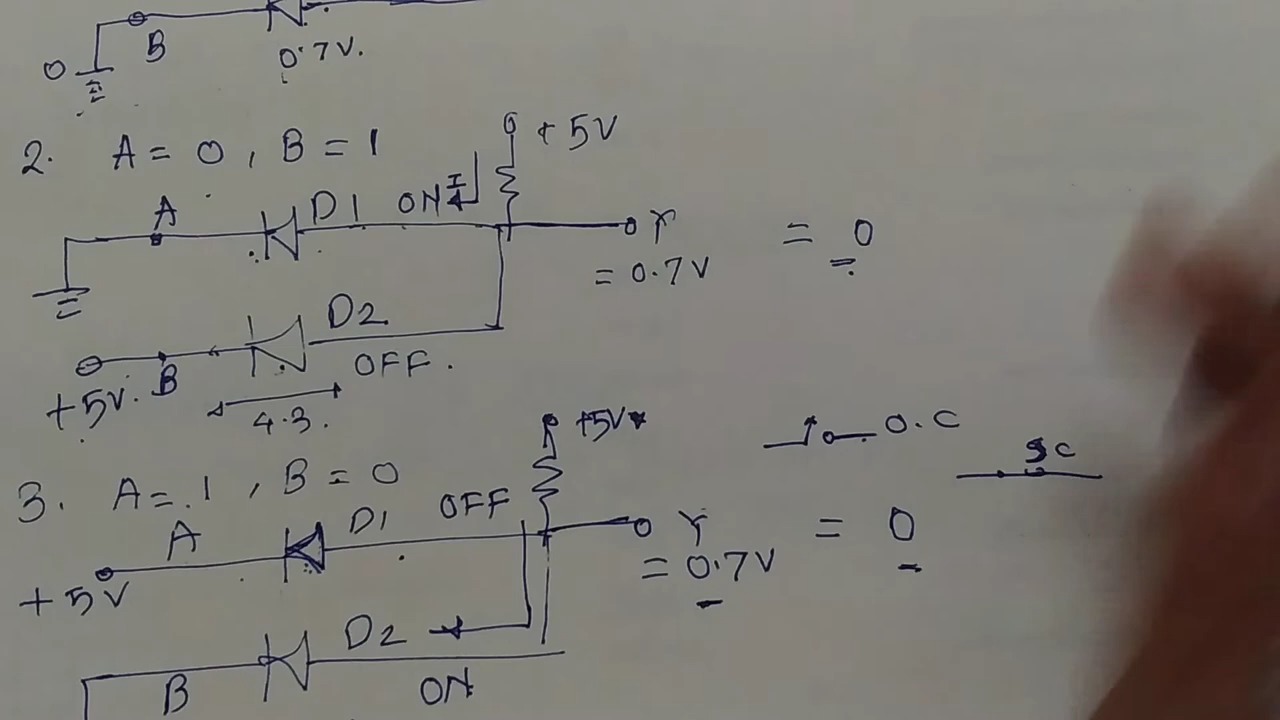 B
0
0.7V.
2. A = 0, B = 1
+5V
A
D1
ON
I
Y
= 0
= 0.7V
D2
OFF.
+5V.
B
4.3.
+5V
O.C
SC
3. A = 1, B = 0
A
D1
OFF
Y
= 0
= 0.7V
+5V
D2
B
ON